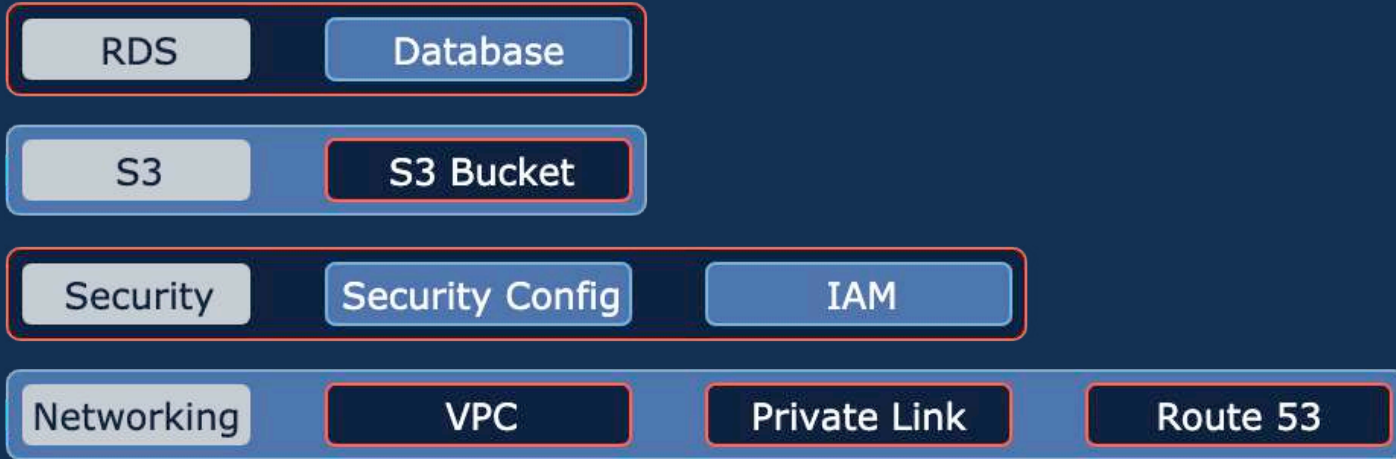 RDS Database
S3 S3 Bucket
Security Security Config IAM
Networking VPC Private Link Route 53